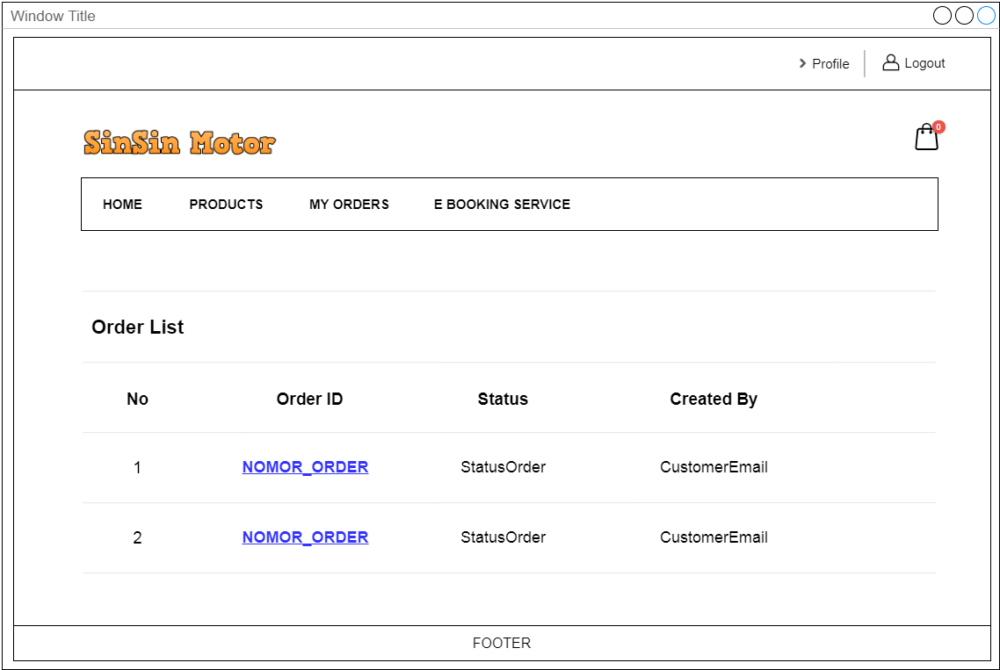 Window Title
Profile Logout
SinSin Motor
0
HOME PRODUCTS MY ORDERS E BOOKING SERVICE
Order List
No Order ID Status Created By
1 NOMOR_ORDER StatusOrder CustomerEmail
2 NOMOR_ORDER StatusOrder CustomerEmail
FOOTER